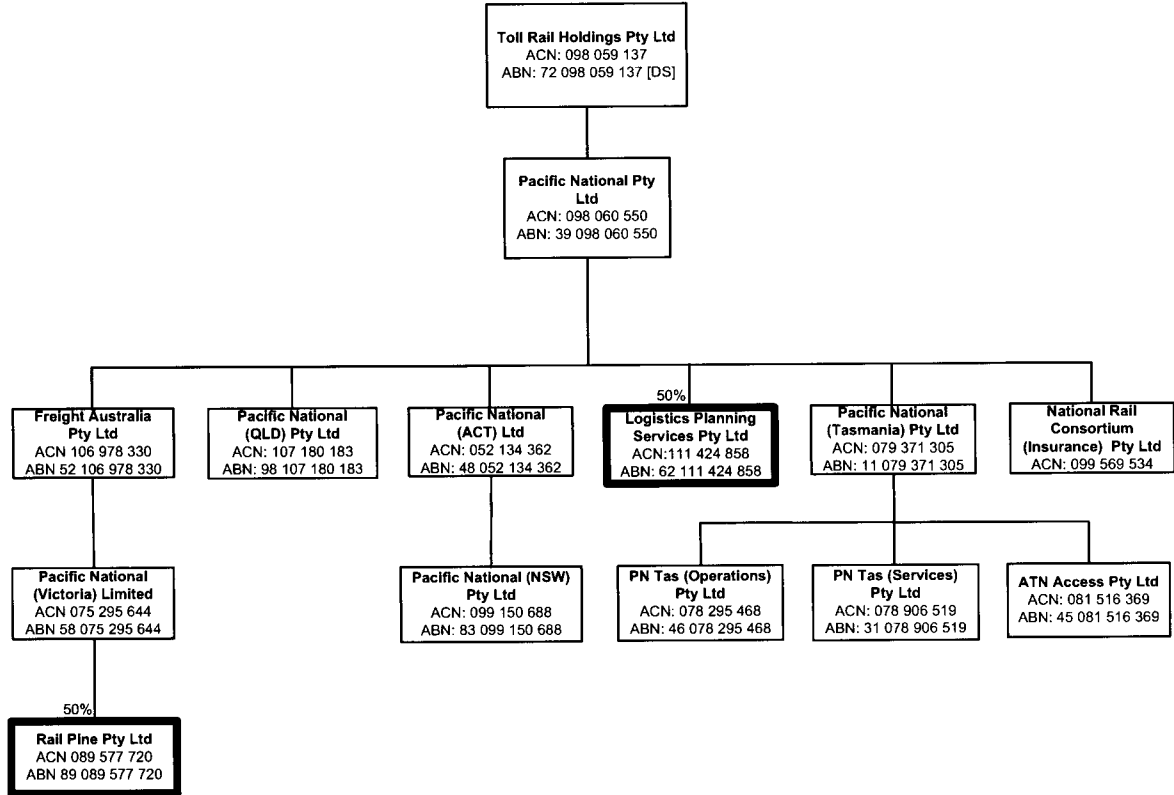 Toll Rail Holdings Pty Ltd
ACN: 098 059 137
ABN: 72 098 059 137 [DS]
Pacific National Pty
Ltd
ACN: 098 060 550
ABN: 39 098 060 550
Freight Australia
Pty Ltd
ACN 106 978 330
ABN 52 106 978 330
Pacific National
(QLD) Pty Ltd
ACN: 107 180 183
ABN: 98 107 180 183
Pacific National
(ACT) Ltd
ACN: 052 134 362
ABN: 48 052 134 362
50%
Logistics Planning
Services Pty Ltd
ACN:111 424 858
ABN: 62 111 424 858
Pacific National
(Tasmania) Pty Ltd
ACN: 079 371 305
ABN: 11 079 371 305
National Rail
Consortium
(Insurance) Pty Ltd
ACN: 099 569 534
Pacific National
(Victoria) Limited
ACN 075 295 644
ABN 58 075 295 644
Pacific National (NSW)
Pty Ltd
ACN: 099 150 688
ABN: 83 099 150 688
PN Tas (Operations)
Pty Ltd
ACN: 078 295 468
ABN: 46 078 295 468
PN Tas (Services)
Pty Ltd
ACN: 078 906 519
ABN: 31 078 906 519
ATN Access Pty Ltd
ACN: 081 516 369
ABN: 45 081 516 369
50%
Rail Pine Pty Ltd
ACN 089 577 720
ABN 89 089 577 720